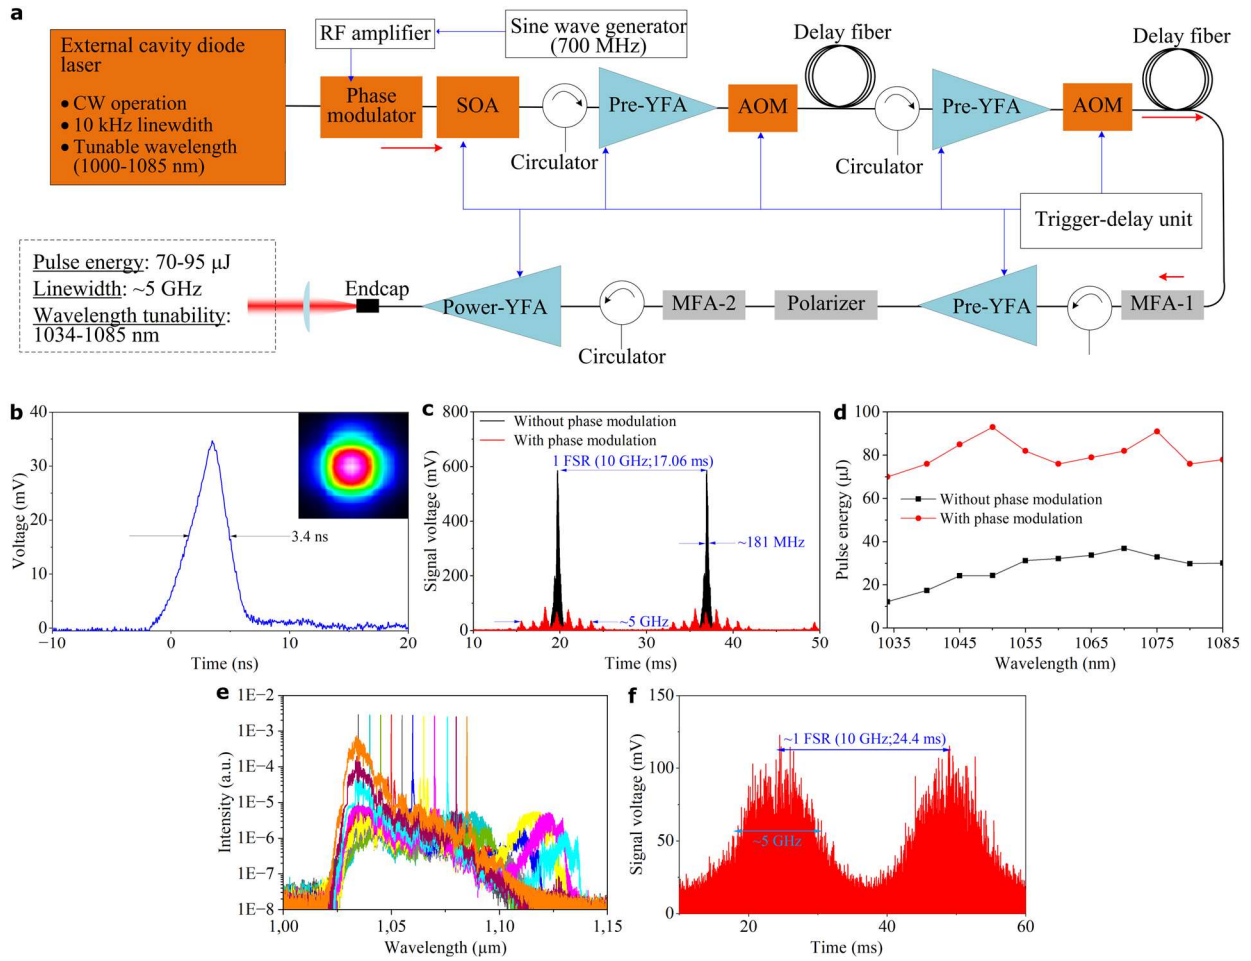 a
External cavity diode
laser
• CW operation
• 10 kHz linewdith
• Tunable wavelength
(1000-1085 nm)
RF amplifier
Sine wave generator
(700 MHz)
Phase
modulator
SOA
Circulator
Pre-YFA
AOM
Delay fiber
Circulator
Pre-YFA
AOM
Delay fiber
Trigger-delay unit
Pulse energy: 70-95 µJ
Linewidth: ~5 GHz
Wavelength tunability:
1034-1085 nm
Endcap
Power-YFA
Circulator
MFA-2
Polarizer
Pre-YFA
MFA-1
b
Voltage (mV)
40
30
20
10
0
3.4 ns
−10
0
10
20
Time (ns)
c
Signal voltage (mV)
800
600
400
200
0
Without phase modulation
With phase modulation
1 FSR (10 GHz;17.06 ms)
~181 MHz
~5 GHz
10
20
30
40
50
Time (ms)
d
Pulse energy (µJ)
100
80
60
40
20
0
Without phase modulation
With phase modulation
1035
1045
1055
1065
1075
1085
Wavelength (nm)
e
Intensity (a.u.)
1E−2
1E−3
1E−4
1E−5
1E−6
1E−7
1E−8
1,00
1,05
1,10
1,15
Wavelength (µm)
f
Signal voltage (mV)
150
100
50
0
~1 FSR (10 GHz;24.4 ms)
~5 GHz
20
40
60
Time (ms)